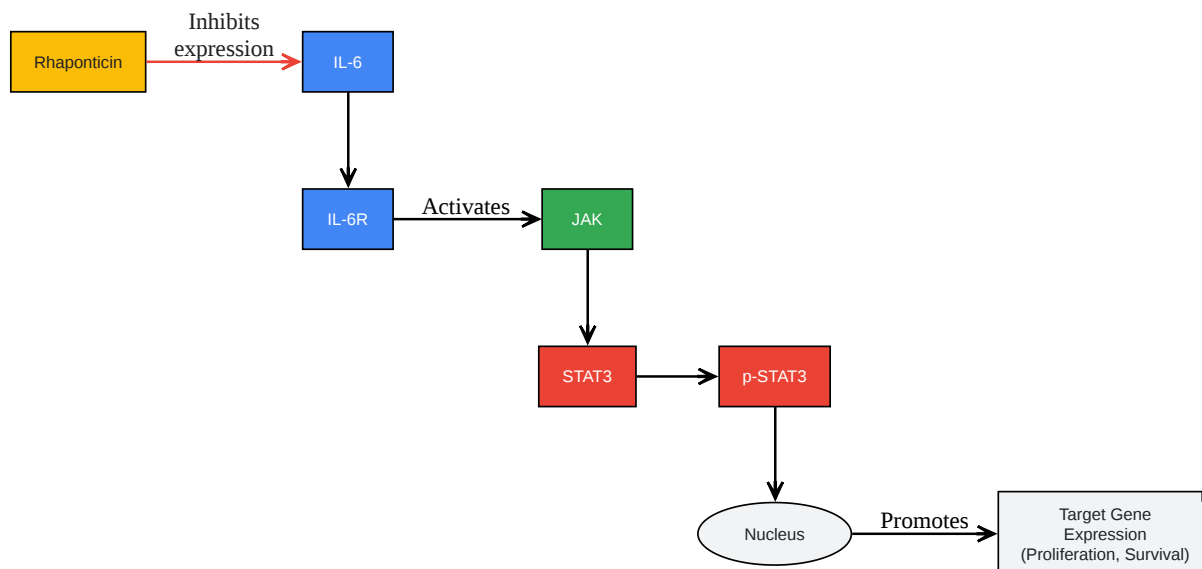 Inhibits
expression
Rhaponticin
IL-6
IL-6R
Activates
JAK
STAT3
p-STAT3
Nucleus
Promotes
Target Gene
Expression
(Proliferation, Survival)